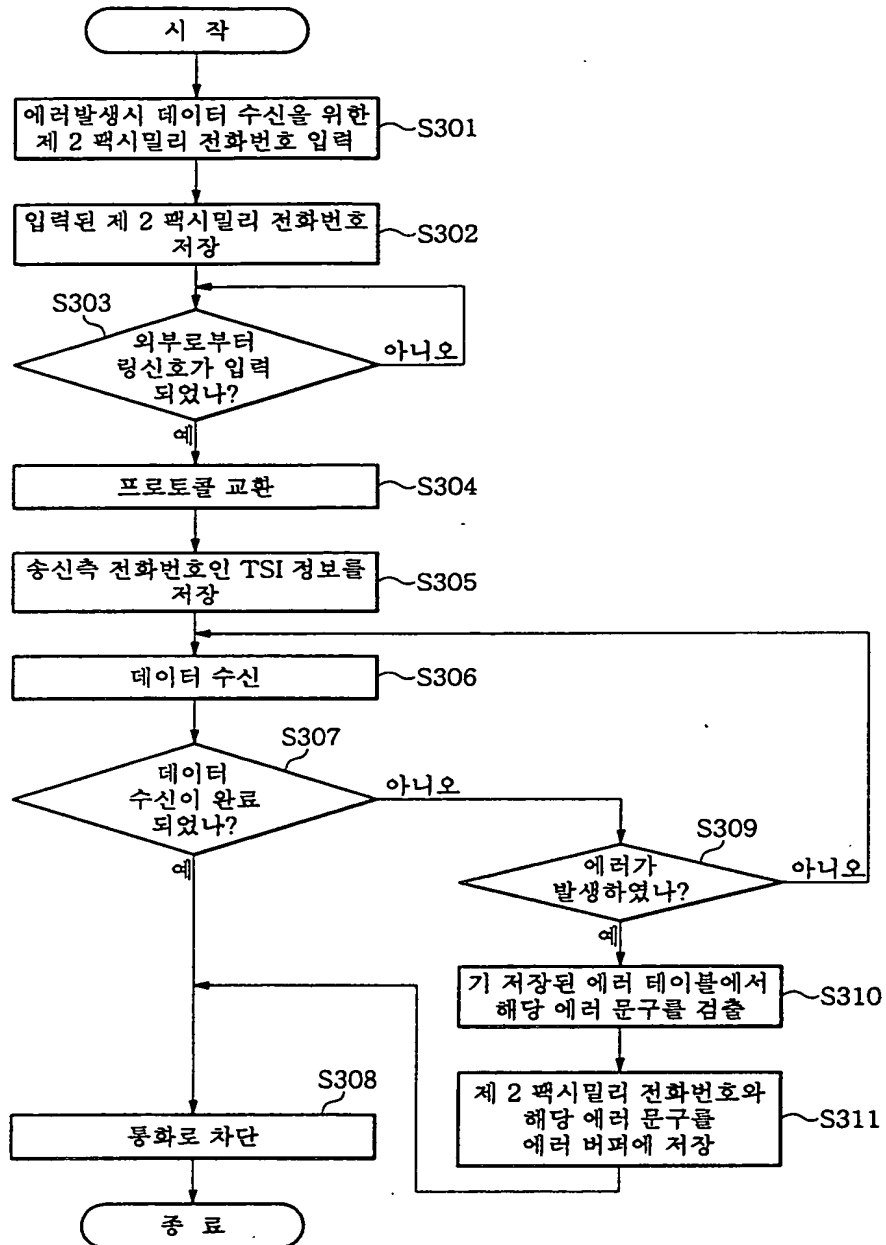 시 작
에러발생시 데이터 수신을 위한
제 2 팩시밀리 전화번호 입력
S301
입력된 제 2 팩시밀리 전화번호
저장
S302
S303
외부로부터
링신호가 입력
되었나?
아니오
예
프로토콜 교환
S304
송신측 전화번호인 TSI 정보를
저장
S305
데이터 수신
S306
S307
데이터
수신이 완료
되었나?
아니오
예
S309
에러가
발생하였나?
아니오
예
기 저장된 에러 테이블에서
해당 에러 문구를 검출
S310
제 2 팩시밀리 전화번호와
해당 에러 문구를
에러 버퍼에 저장
S311
S308
통화로 차단
종 료